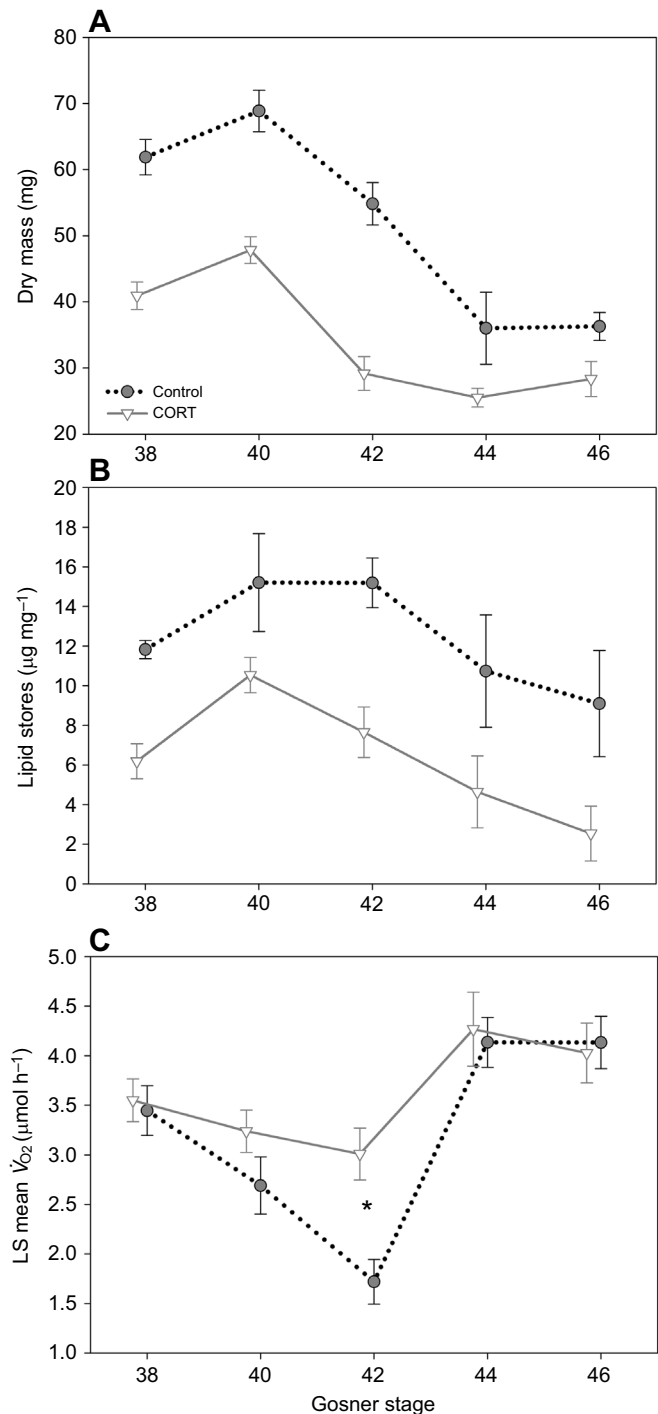 A
80
70
60
50
40
30
20
Dry mass (mg)
Control
CORT
38 40 42 44 46
B
20
18
16
14
12
10
8
6
4
2
0
Lipid stores (µg mg⁻¹)
38 40 42 44 46
C
5.0
4.5
4.0
3.5
3.0
2.5
2.0
1.5
1.0
LS mean V̇O₂ (µmol h⁻¹)
*
38 40 42 44 46
Gosner stage